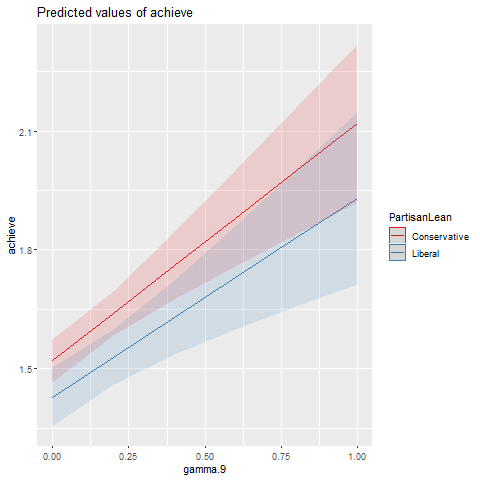 Predicted values of achieve
2.1
1.8
1.5
achieve
0.00 0.25 0.50 0.75 1.00
gamma.9
PartisanLean
Conservative
Liberal